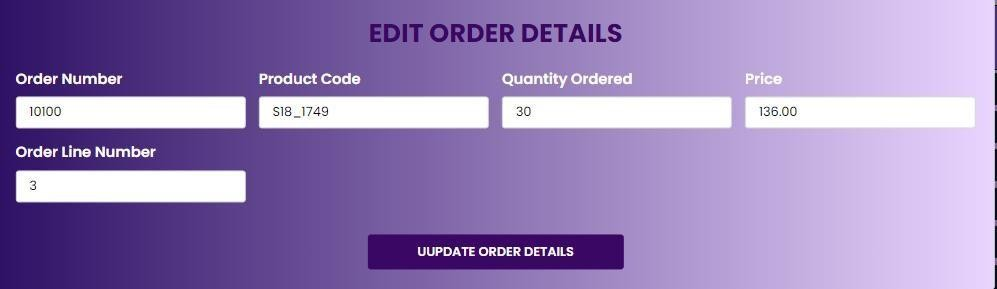 EDIT ORDER DETAILS
Order Number Product Code Quantity Ordered Price
10100 S18_1749 30 136.00
Order Line Number
3
UUPDATE ORDER DETAILS